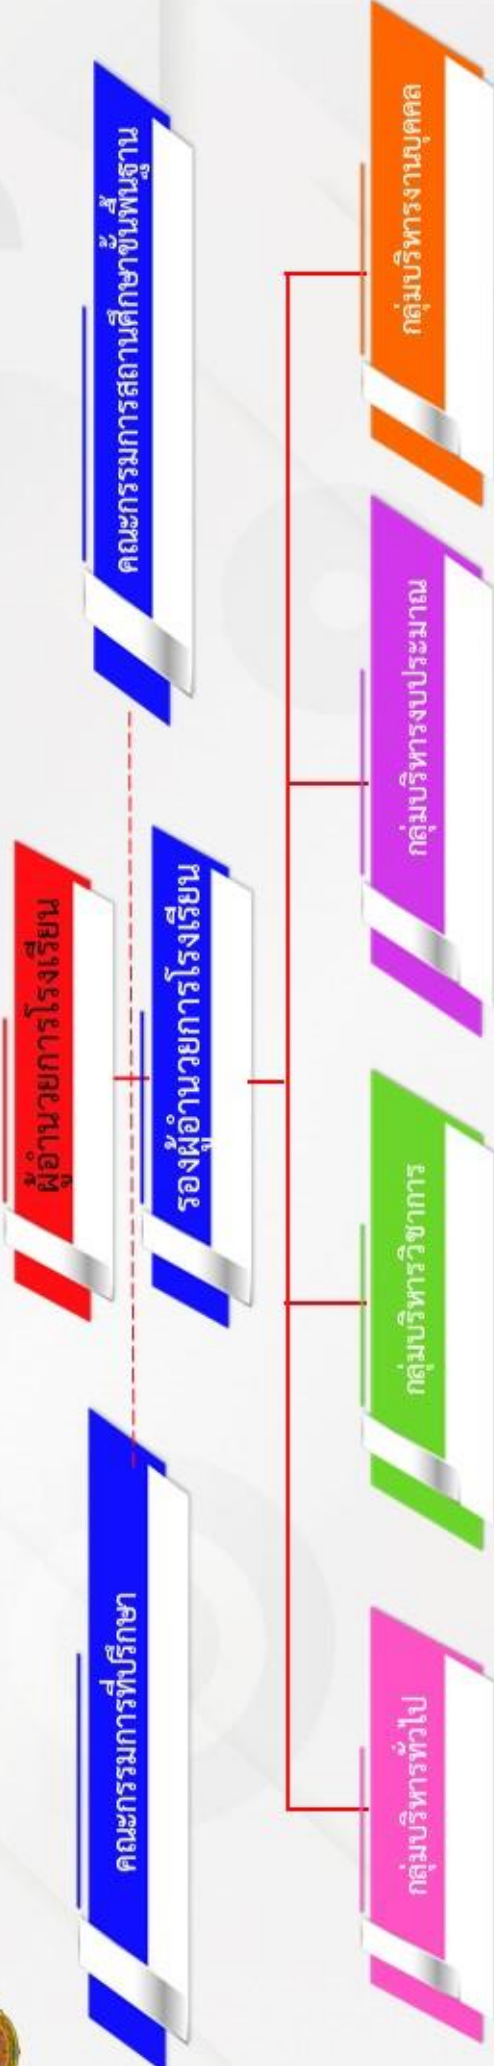 ผู้อำนวยการโรงเรียน
คณะกรรมการที่ปรึกษา
คณะกรรมการสถานศึกษาขั้นพื้นฐาน
รองผู้อำนวยการโรงเรียน
กลุ่มบริหารทั่วไป
กลุ่มบริหารวิชาการ
กลุ่มบริหารงบประมาณ
กลุ่มบริหารงานบุคคล